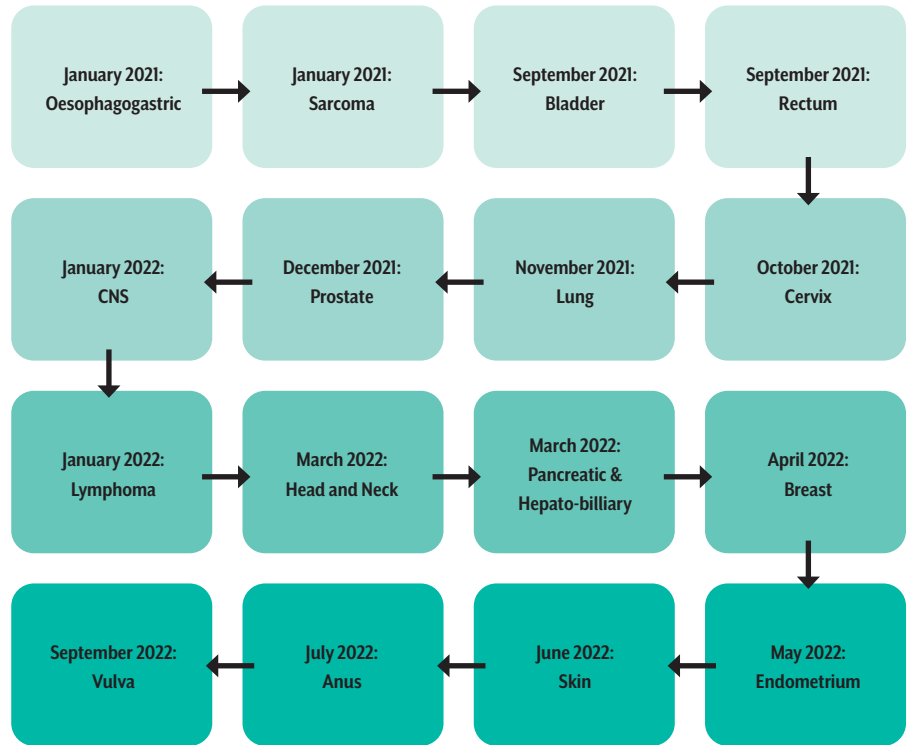 January 2021:
Oesophagogastric
January 2021:
Sarcoma
September 2021:
Bladder
September 2021:
Rectum
October 2021:
Cervix
November 2021:
Lung
December 2021:
Prostate
January 2022:
CNS
January 2022:
Lymphoma
March 2022:
Head and Neck
March 2022:
Pancreatic &
Hepato-billiary
April 2022:
Breast
May 2022:
Endometrium
June 2022:
Skin
July 2022:
Anus
September 2022:
Vulva